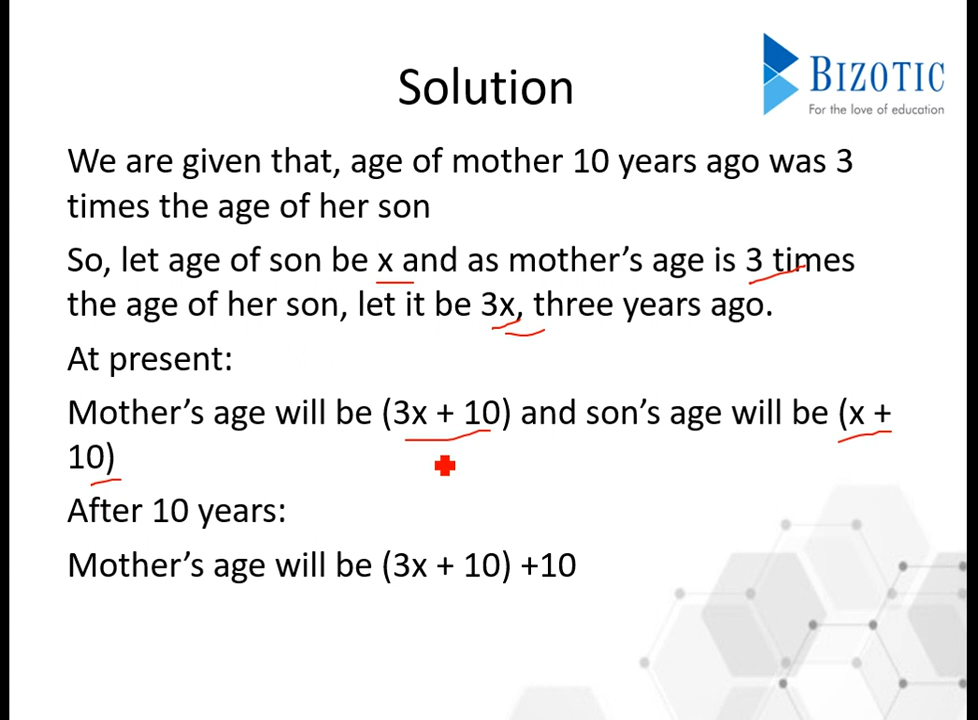 BIZOTIC
For the love of education
Solution
We are given that, age of mother 10 years ago was 3
times the age of her son
So, let age of son be x and as mother’s age is 3 times
the age of her son, let it be 3x, three years ago.
At present:
Mother’s age will be (3x + 10) and son’s age will be (x +
10)
After 10 years:
Mother’s age will be (3x + 10) +10